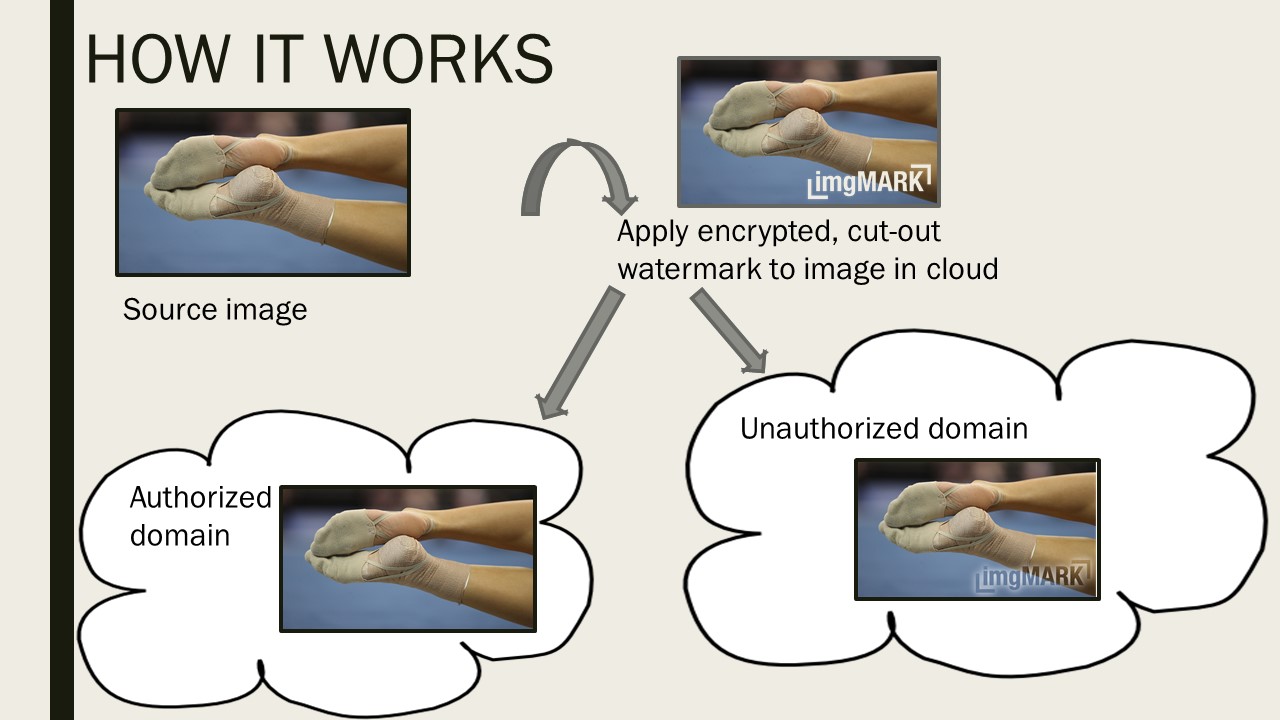 HOW IT WORKS
imgMARK
Source image
Apply encrypted, cut-out
watermark to image in cloud
Unauthorized domain
Authorized
domain
imgMARK